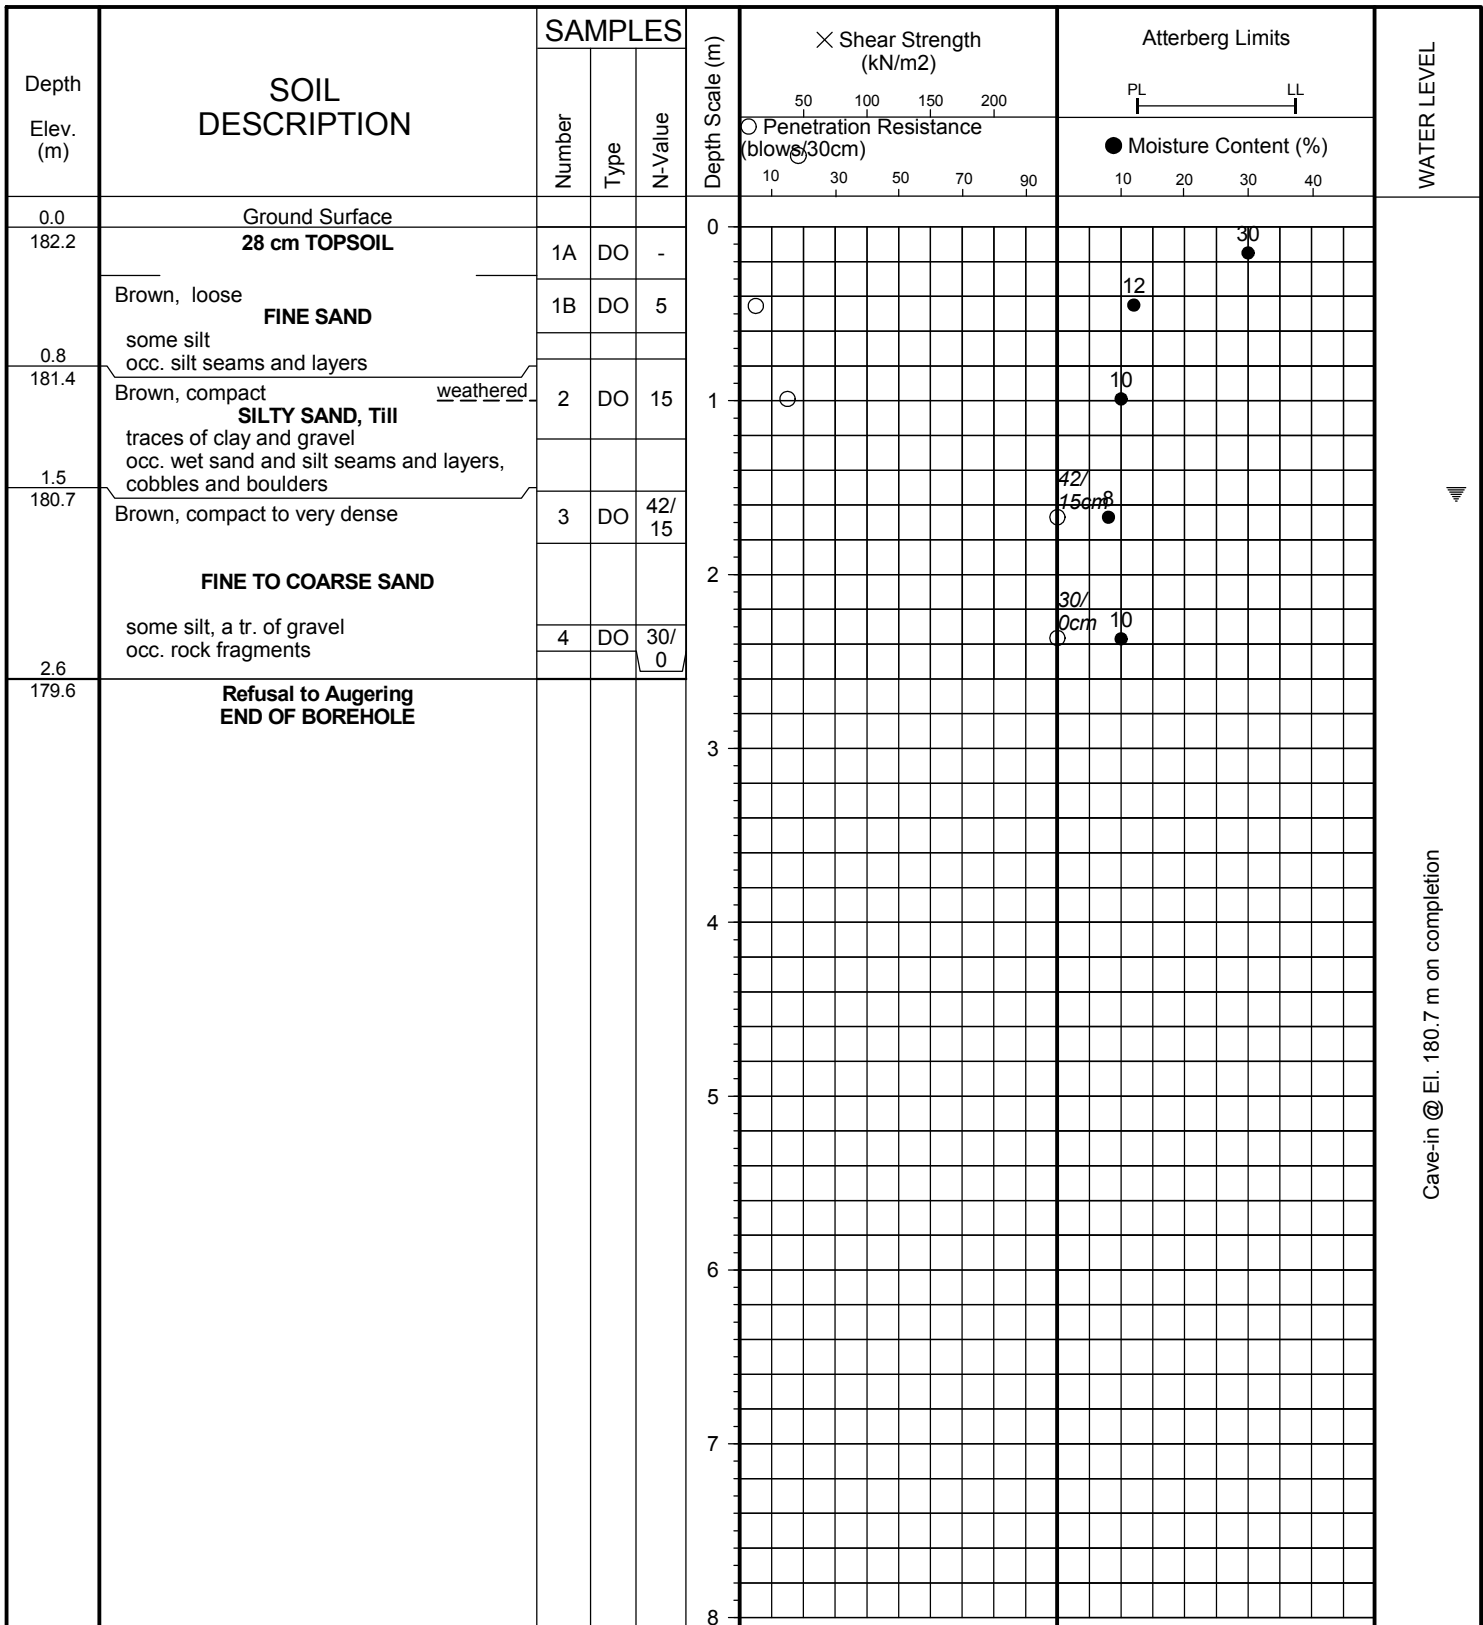 SAMPLES
Depth
Elev.
(m)
SOIL
DESCRIPTION
Number
Type
N-Value
Depth Scale (m)
× Shear Strength
(kN/m2)
50 100 150 200
Penetration Resistance
(blows/30cm)
10 30 50 70 90
Atterberg Limits
PL LL
Moisture Content (%)
10 20 30 40
WATER LEVEL
0.0 Ground Surface
182.2 28 cm TOPSOIL
1A DO -
Brown, loose
FINE SAND
some silt
occ. silt seams and layers
1B DO 5
0.8
181.4
Brown, compact weathered
SILTY SAND, Till
traces of clay and gravel
occ. wet sand and silt seams and layers,
cobbles and boulders
2 DO 15
1.5
180.7
Brown, compact to very dense
3 DO 42/
15
FINE TO COARSE SAND
some silt, a tr. of gravel
occ. rock fragments
4 DO 30/
0
2.6
179.6
Refusal to Augering
END OF BOREHOLE
0
1
2
3
4
5
6
7
8
30
12
10
42/
15cm 8
30/
0cm 10
Cave-in @ El. 180.7 m on completion